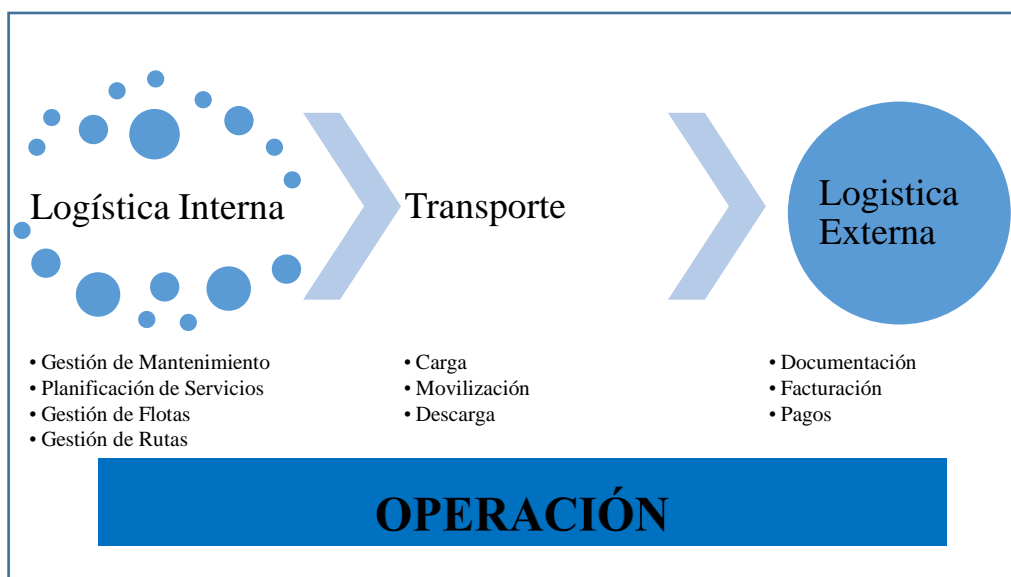 Logística Interna
• Gestión de Mantenimiento
• Planificación de Servicios
• Gestión de Flotas
• Gestión de Rutas
Transporte
• Carga
• Movilización
• Descarga
Logistica
Externa
• Documentación
• Facturación
• Pagos
OPERACIÓN